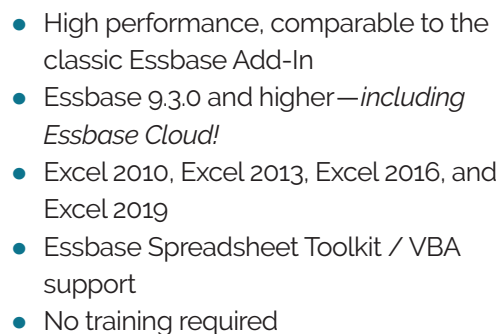 • High performance, comparable to the
classic Essbase Add-In
• Essbase 9.3.0 and higher—including
Essbase Cloud!
• Excel 2010, Excel 2013, Excel 2016, and
Excel 2019
• Essbase Spreadsheet Toolkit / VBA
support
• No training required